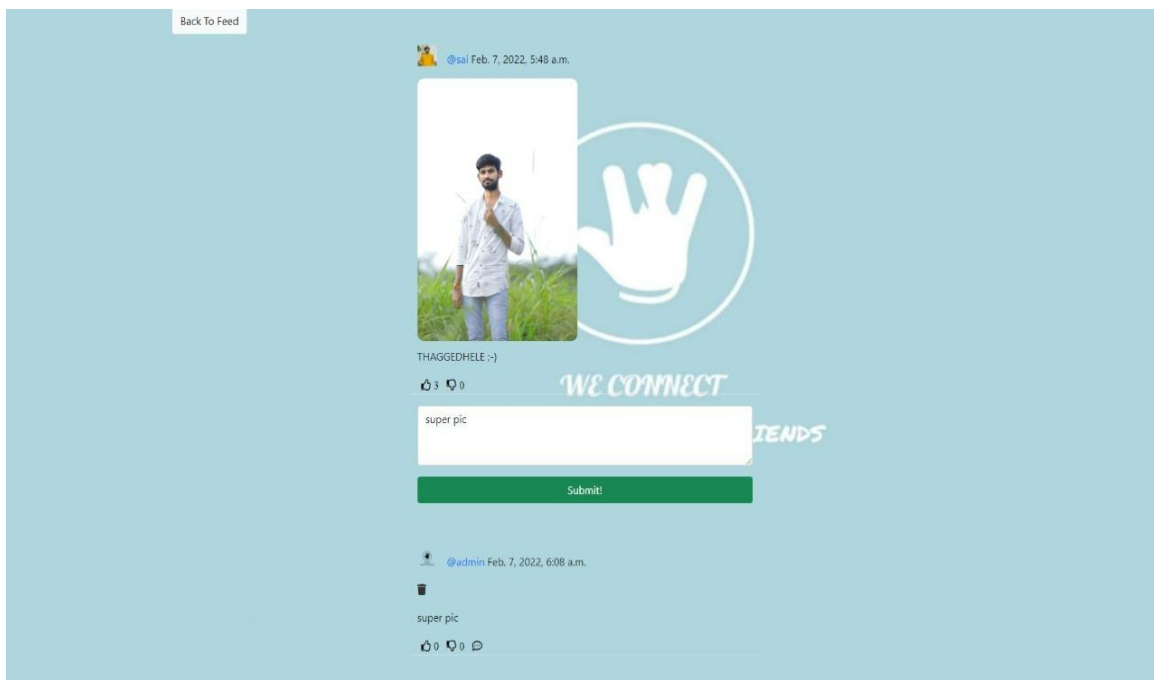 Back To Feed
@sai Feb. 7, 2022, 5:48 a.m.
THAGGEDHELE ;-)
3 0
WE CONNECT
super pic
IENDS
Submit!
@admin Feb. 7, 2022, 6:08 a.m.
super pic
0 0